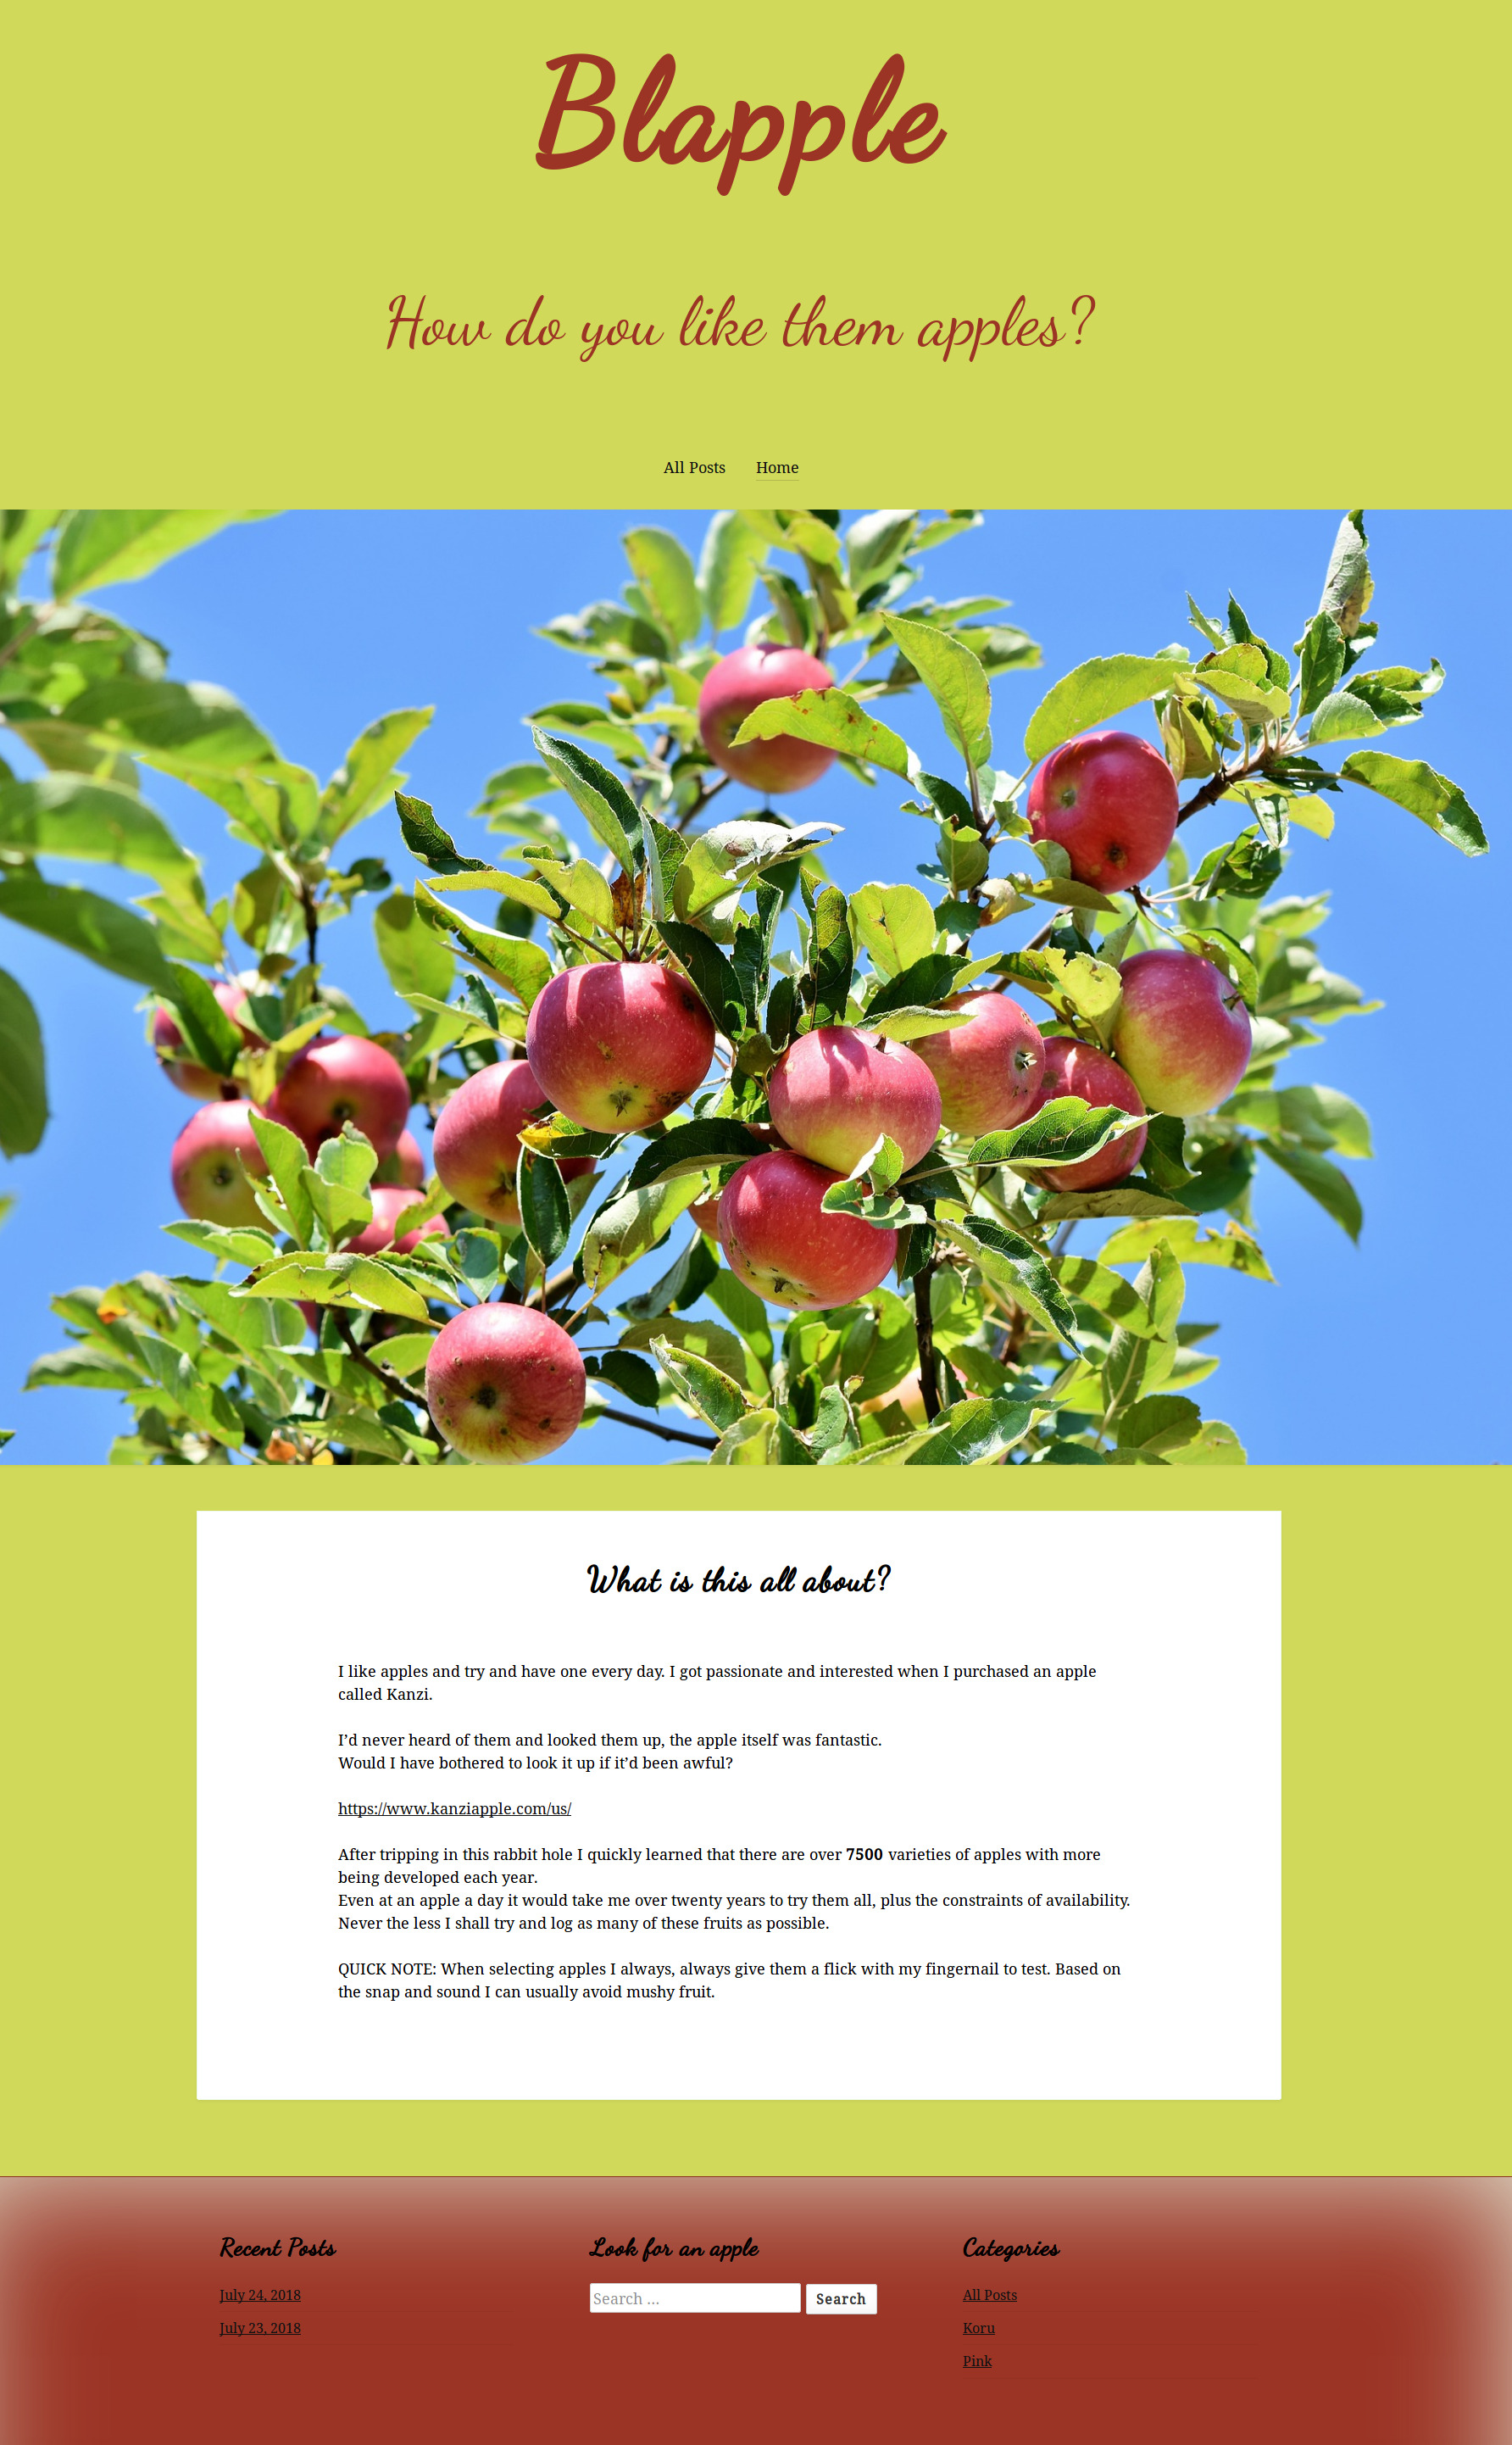 Blapple
How do you like them apples?
All Posts Home
What is this all about?
I like apples and try and have one every day. I got passionate and interested when I purchased an apple
called Kanzi.
I’d never heard of them and looked them up, the apple itself was fantastic.
Would I have bothered to look it up if it’d been awful?
https://www.kanziapple.com/us/
After tripping in this rabbit hole I quickly learned that there are over 7500 varieties of apples with more
being developed each year.
Even at an apple a day it would take me over twenty years to try them all, plus the constraints of availability.
Never the less I shall try and log as many of these fruits as possible.
QUICK NOTE: When selecting apples I always, always give them a flick with my fingernail to test. Based on
the snap and sound I can usually avoid mushy fruit.
Recent Posts
July 24, 2018
July 23, 2018
Look for an apple
Search ... Search
Categories
All Posts
Koru
Pink